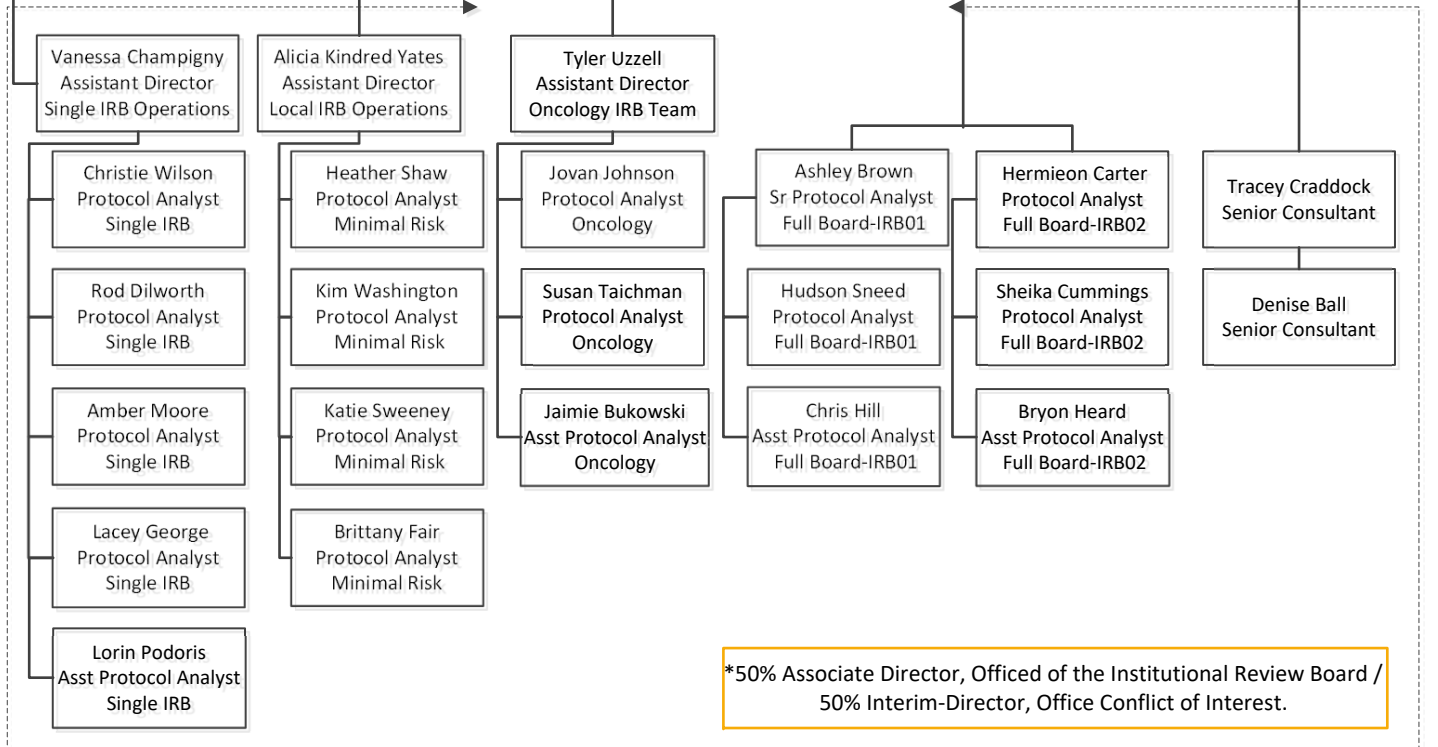 Vanessa Champigny
Assistant Director
Single IRB Operations
Christie Wilson
Protocol Analyst
Single IRB
Rod Dilworth
Protocol Analyst
Single IRB
Amber Moore
Protocol Analyst
Single IRB
Lacey George
Protocol Analyst
Single IRB
Lorin Podoris
Asst Protocol Analyst
Single IRB
Alicia Kindred Yates
Assistant Director
Local IRB Operations
Heather Shaw
Protocol Analyst
Minimal Risk
Kim Washington
Protocol Analyst
Minimal Risk
Katie Sweeney
Protocol Analyst
Minimal Risk
Brittany Fair
Protocol Analyst
Minimal Risk
Tyler Uzzell
Assistant Director
Oncology IRB Team
Jovan Johnson
Protocol Analyst
Oncology
Susan Taichman
Protocol Analyst
Oncology
Jaimie Bukowski
Asst Protocol Analyst
Oncology
Ashley Brown
Sr Protocol Analyst
Full Board-IRB01
Hudson Sneed
Protocol Analyst
Full Board-IRB01
Chris Hill
Asst Protocol Analyst
Full Board-IRB01
Hermieon Carter
Protocol Analyst
Full Board-IRB02
Sheika Cummings
Protocol Analyst
Full Board-IRB02
Bryon Heard
Asst Protocol Analyst
Full Board-IRB02
Tracey Craddock
Senior Consultant
Denise Ball
Senior Consultant
*50% Associate Director, Officed of the Institutional Review Board /
50% Interim-Director, Office Conflict of Interest.